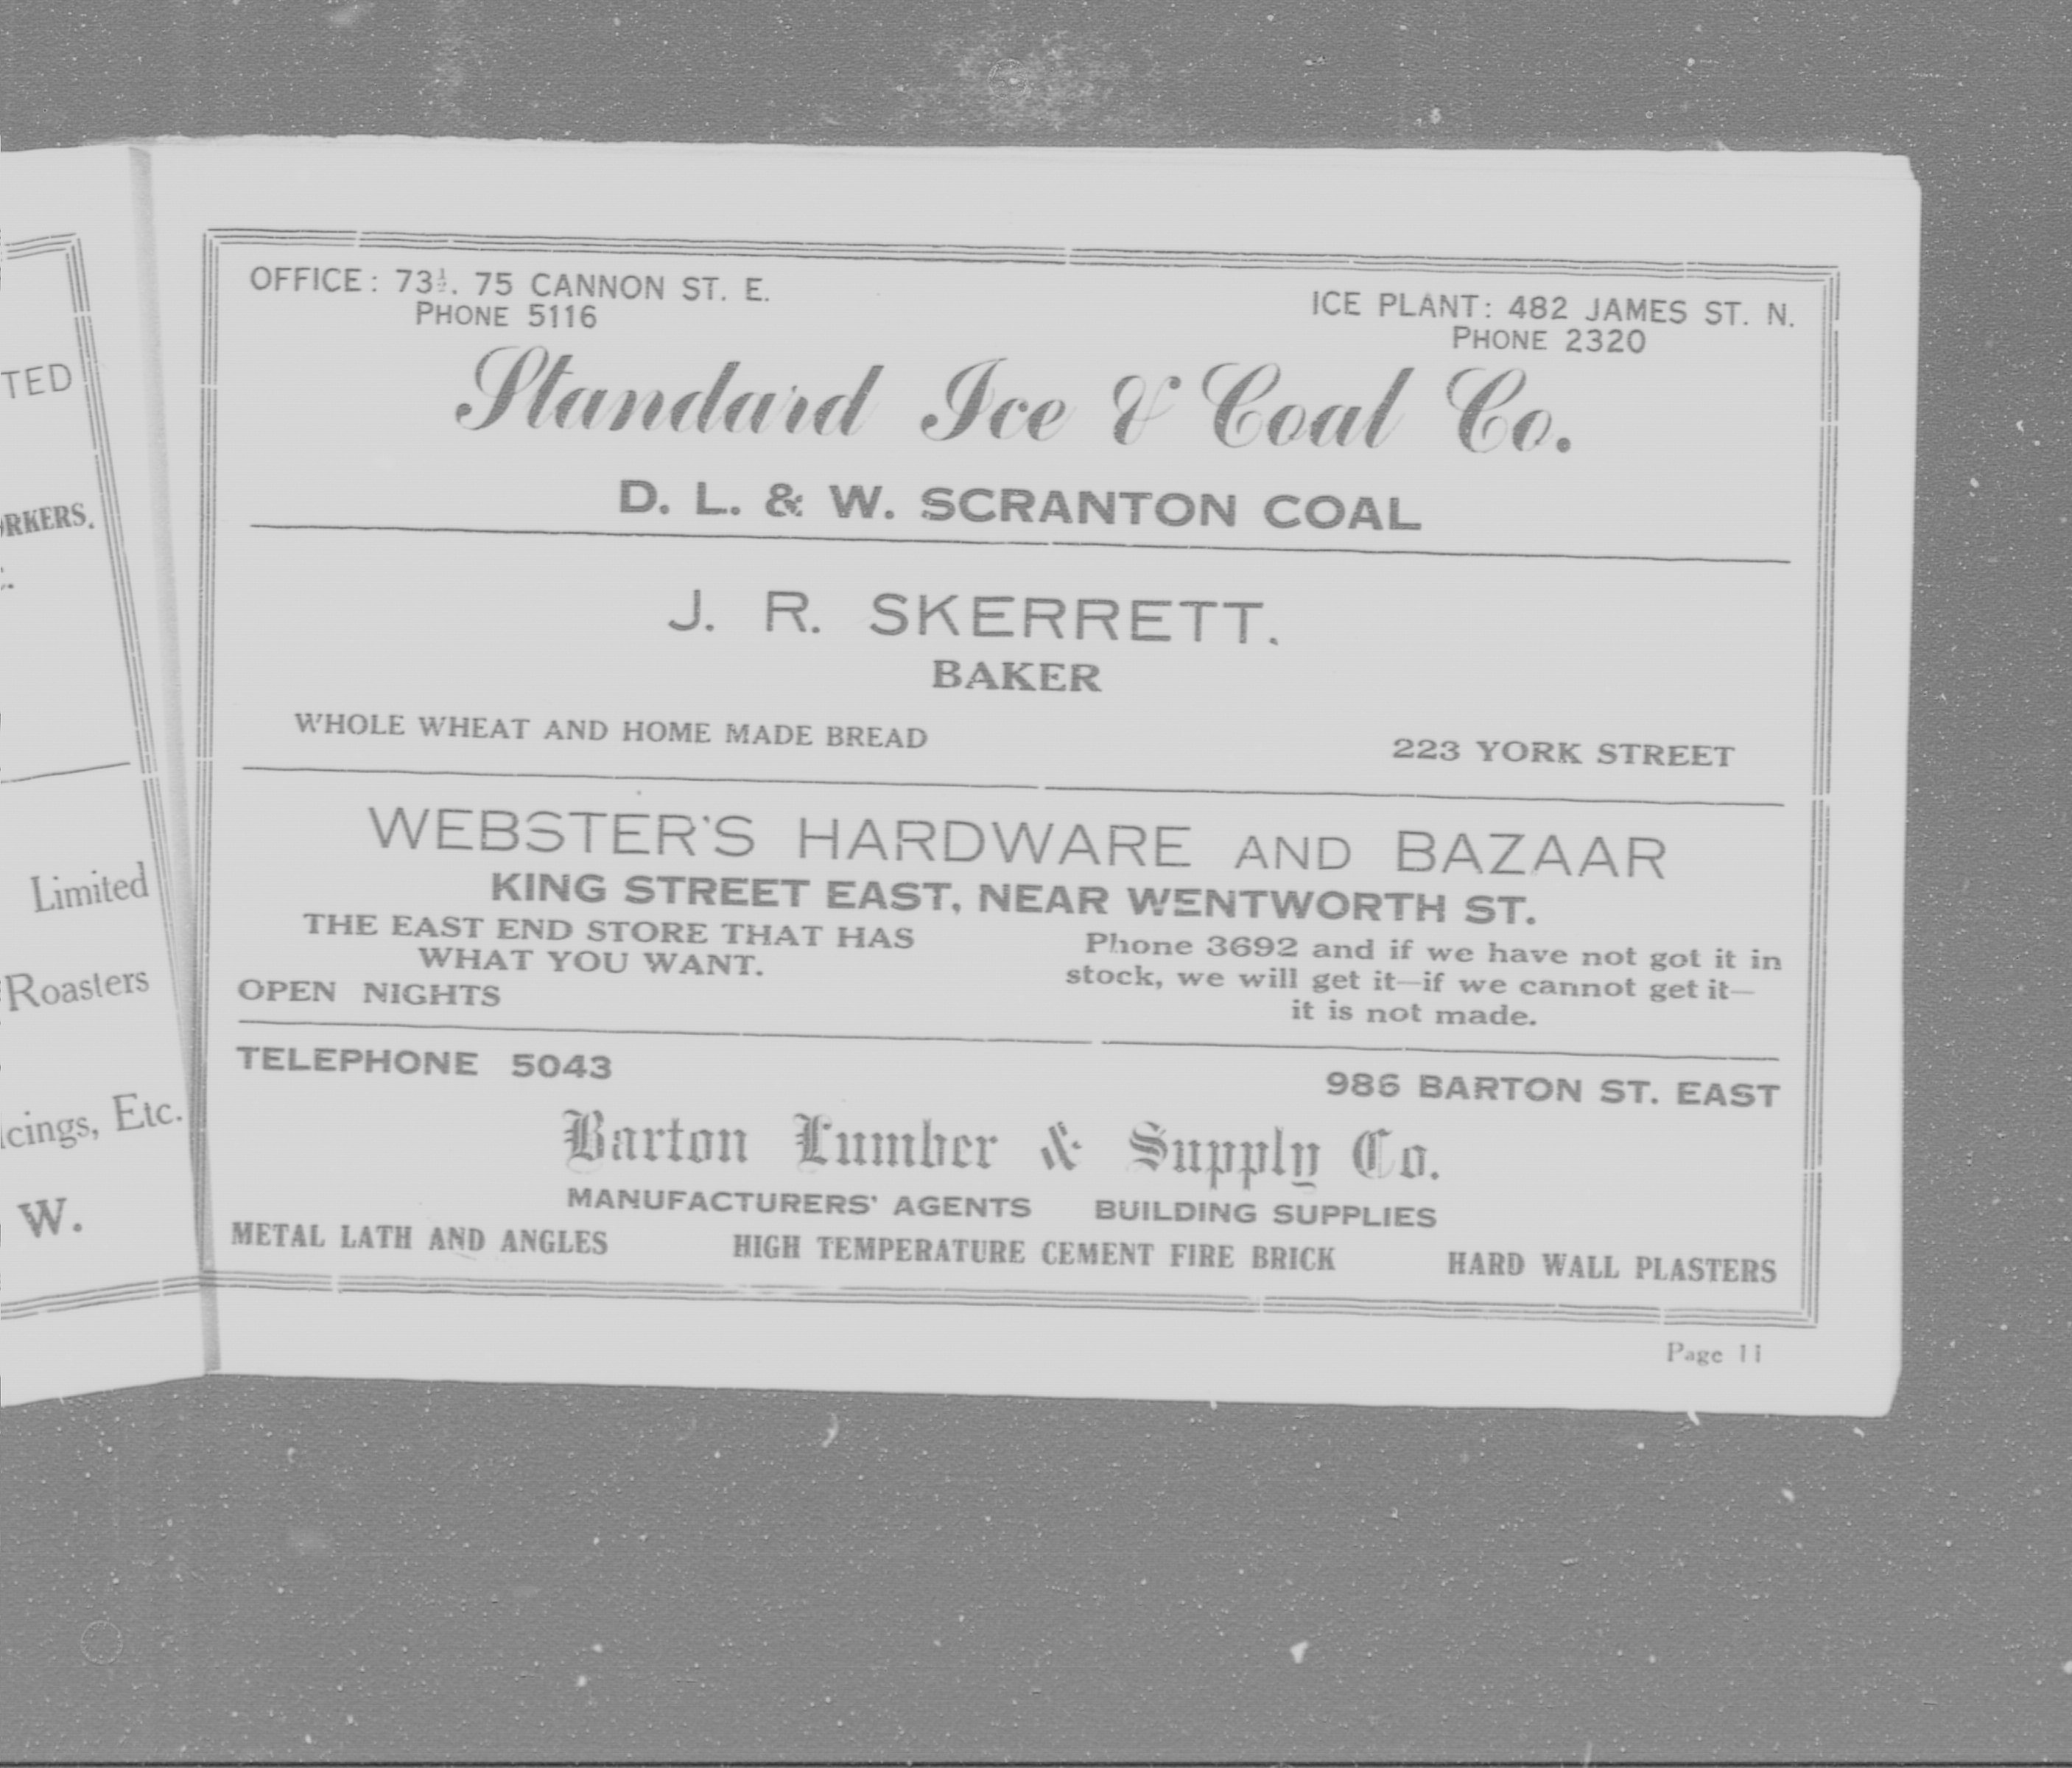 TED
RKERS.
Limited
Roasters
cings, Etc.
W.
OFFICE: 73½. 75 CANNON ST. E.
PHONE 5116
ICE PLANT: 482 JAMES ST. N.
PHONE 2320
Standard Ice & Coal Co.
D. L. & W. SCRANTON COAL
J. R. SKERRETT.
BAKER
WHOLE WHEAT AND HOME MADE BREAD
223 YORK STREET
WEBSTER'S HARDWARE AND BAZAAR
KING STREET EAST, NEAR WENTWORTH ST.
THE EAST END STORE THAT HAS
WHAT YOU WANT.
OPEN NIGHTS
Phone 3692 and if we have not got it in
stock, we will get it—if we cannot get it—
it is not made.
TELEPHONE 5043
986 BARTON ST. EAST
Barton Lumber & Supply Co.
MANUFACTURERS' AGENTS BUILDING SUPPLIES
METAL LATH AND ANGLES HIGH TEMPERATURE CEMENT FIRE BRICK HARD WALL PLASTERS
Page 11